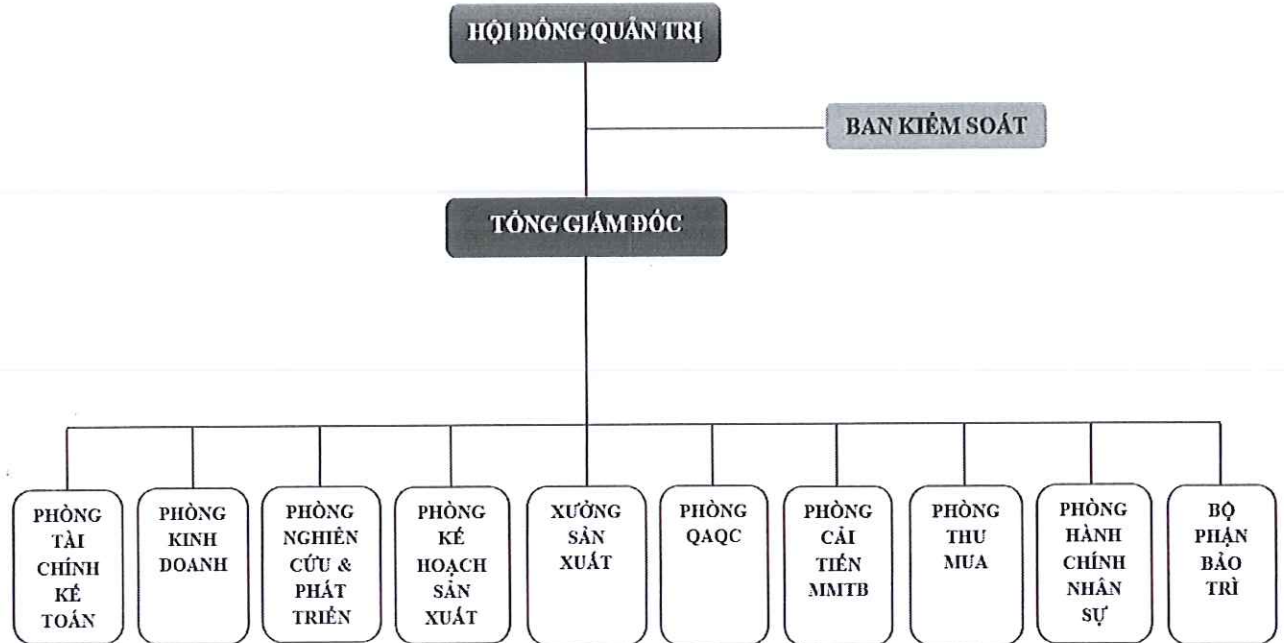 HỘI ĐỒNG QUẢN TRỊ
BAN KIỂM SOÁT
TỔNG GIÁM ĐỐC
PHÒNG
TÀI
CHÍNH
KẾ
TOÁN
PHÒNG
KINH
DOANH
PHÒNG
NGHIÊN
CỨU &
PHÁT
TRIỂN
PHÒNG
KẾ
HOẠCH
SẢN
XUẤT
XƯỞNG
SẢN
XUẤT
PHÒNG
QAQC
PHÒNG
CẢI
TIẾN
MMTB
PHÒNG
THU
MUA
PHÒNG
HÀNH
CHÍNH
NHÂN
SỰ
BỘ
PHẬN
BẢO
TRÌ